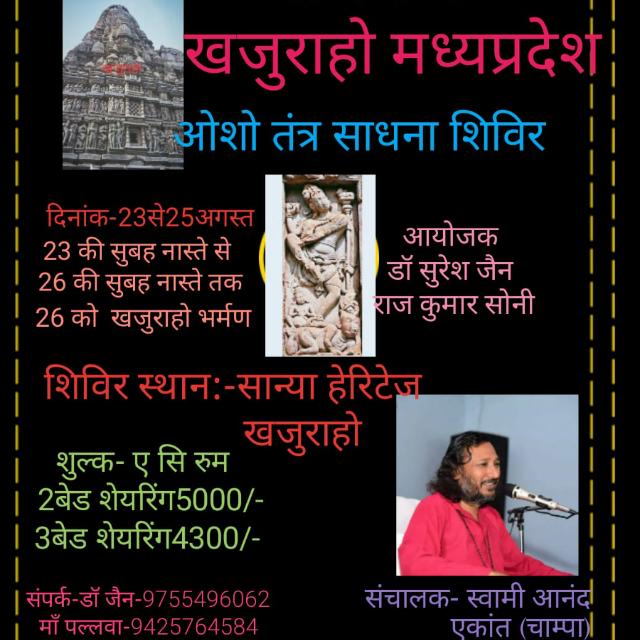 खजुराहो मध्यप्रदेश
ओशो तंत्र साधना शिविर
दिनांक-23से25अगस्त
23 की सुबह नास्ते से
26 की सुबह नास्ते तक
26 को खजुराहो भर्मण
आयोजक
डॉ सुरेश जैन
राज कुमार सोनी
शिविर स्थान:-सान्या हेरिटेज
खजुराहो
शुल्क- ए सि रुम
2बेड शेयरिंग5000/-
3बेड शेयरिंग4300/-
संपर्क-डॉ जैन-9755496062
माँ पल्लवा-9425764584
संचालक- स्वामी आनंद
एकांत (चाम्पा)